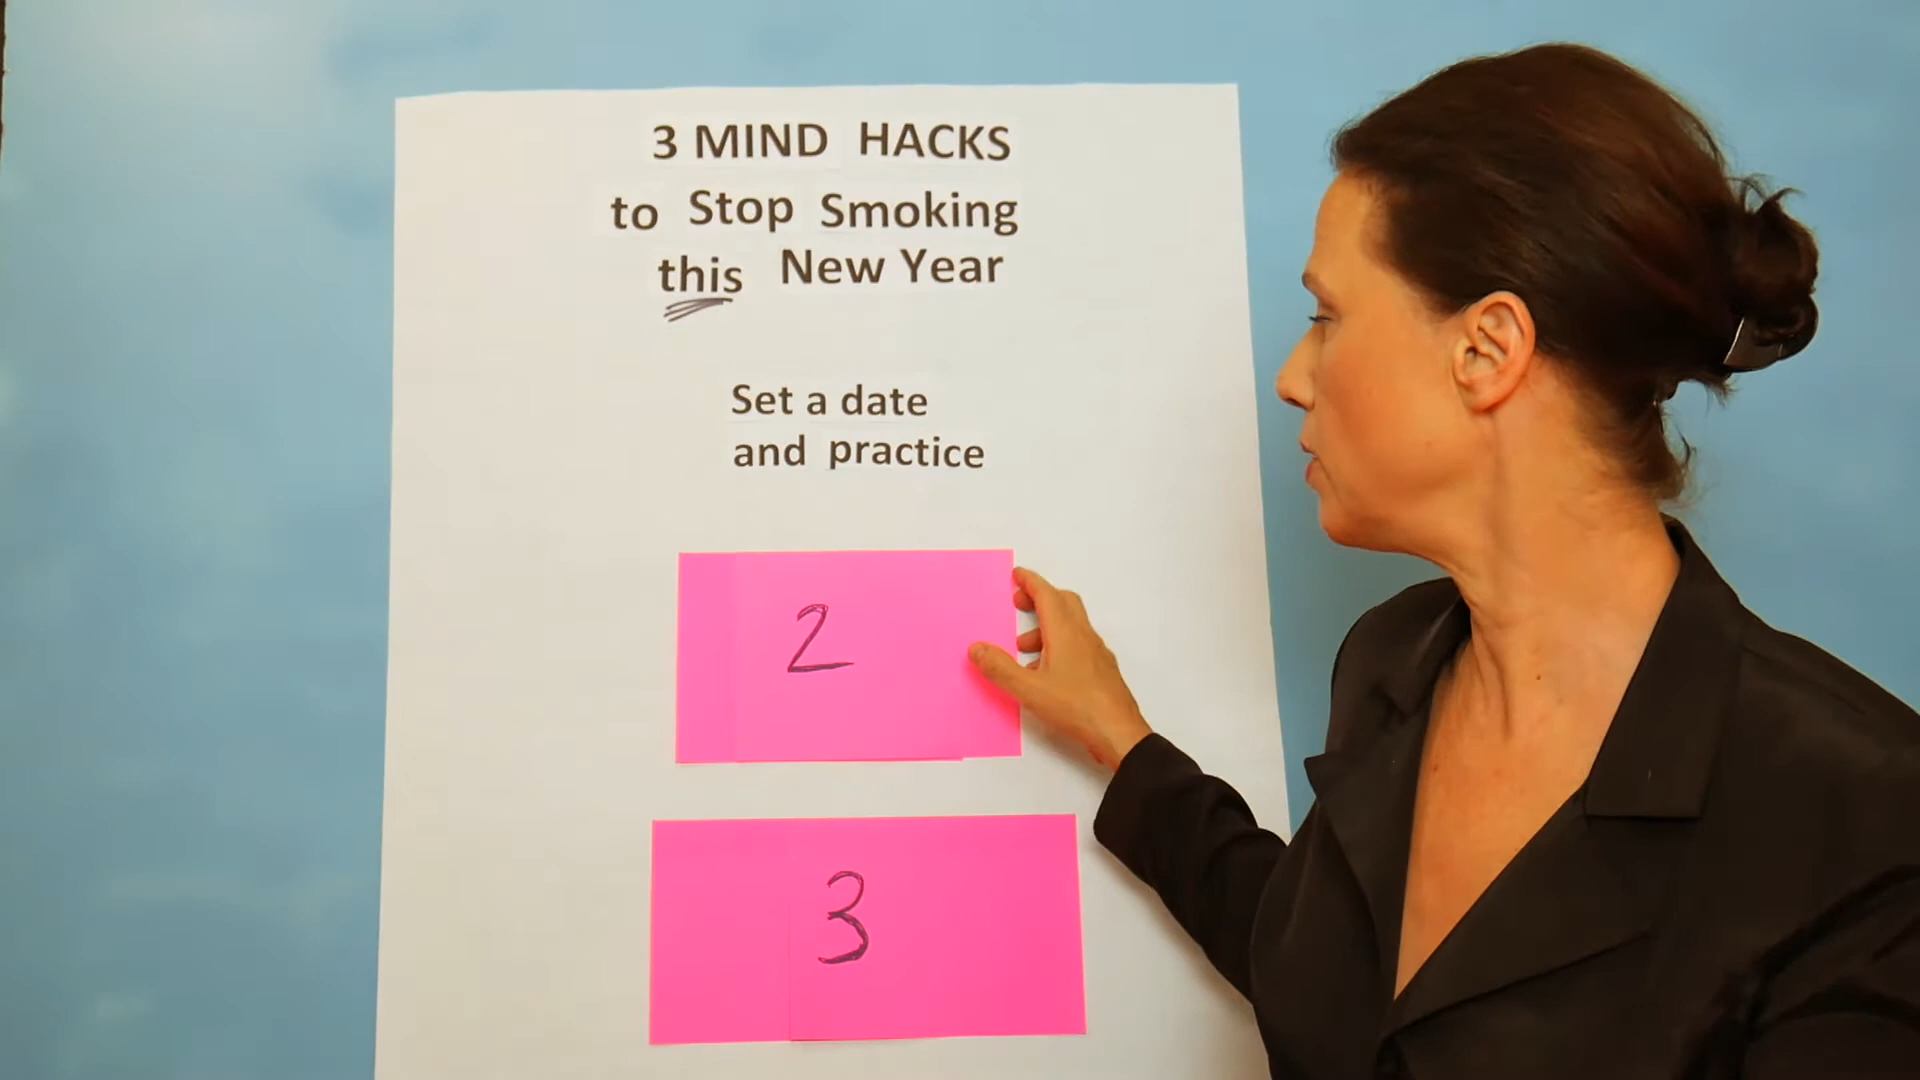 3 MIND HACKS
to Stop Smoking
this New Year
Set a date
and practice
2
3